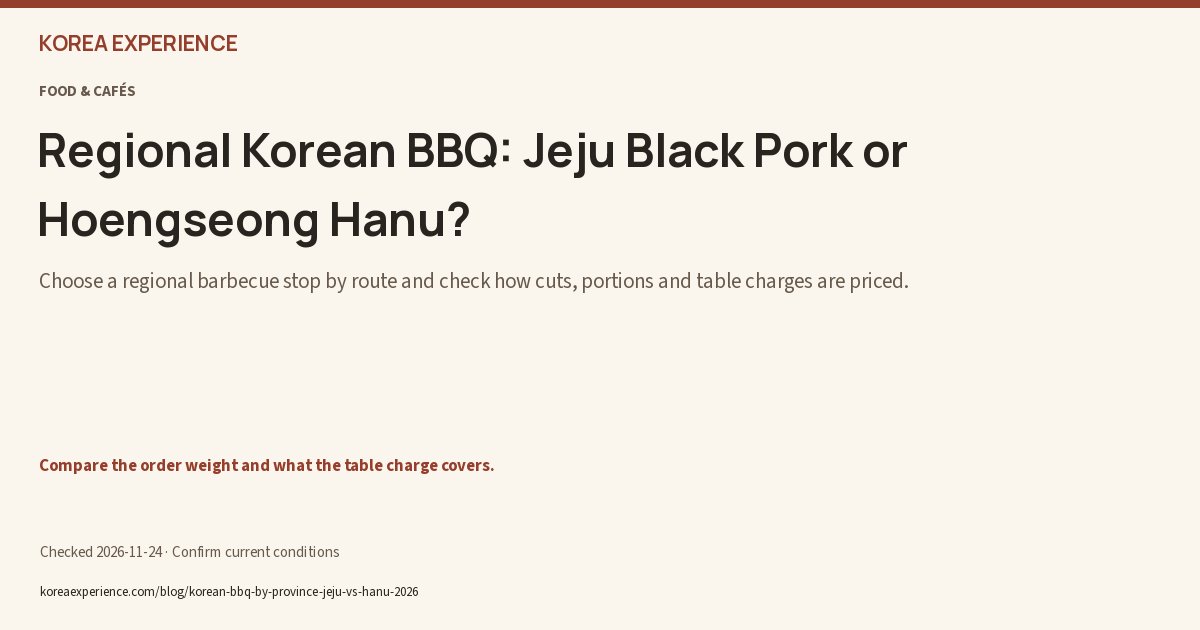 KOREA EXPERIENCE
FOOD & CAFÉS
Regional Korean BBQ: Jeju Black Pork or
Hoengseong Hanu?
Choose a regional barbecue stop by route and check how cuts, portions and table charges are priced.
Compare the order weight and what the table charge covers.
Checked 2026-11-24 · Confirm current conditions
koreaexperience.com/blog/korean-bbq-by-province-jeju-vs-hanu-2026